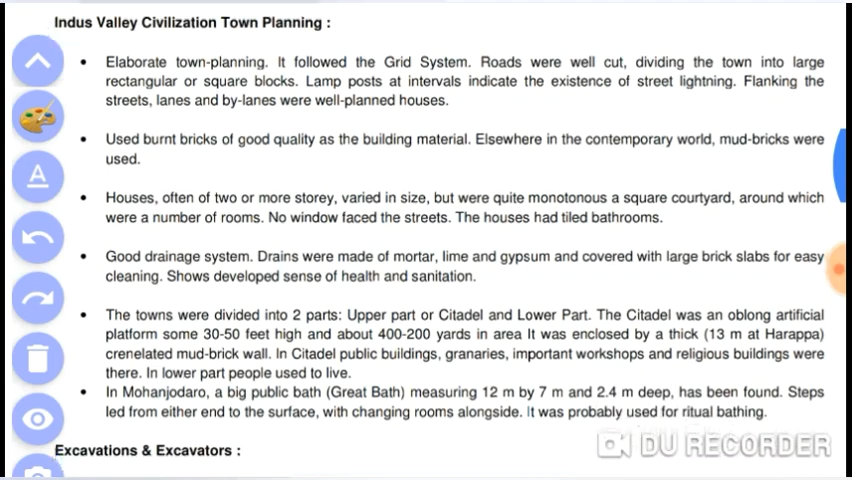 Indus Valley Civilization Town Planning :
• Elaborate town-planning. It followed the Grid System. Roads were well cut, dividing the town into large
rectangular or square blocks. Lamp posts at intervals indicate the existence of street lightning. Flanking the
streets, lanes and by-lanes were well-planned houses.
• Used burnt bricks of good quality as the building material. Elsewhere in the contemporary world, mud-bricks were
used.
• Houses, often of two or more storey, varied in size, but were quite monotonous a square courtyard, around which
were a number of rooms. No window faced the streets. The houses had tiled bathrooms.
• Good drainage system. Drains were made of mortar, lime and gypsum and covered with large brick slabs for easy
cleaning. Shows developed sense of health and sanitation.
• The towns were divided into 2 parts: Upper part or Citadel and Lower Part. The Citadel was an oblong artificial
platform some 30-50 feet high and about 400-200 yards in area It was enclosed by a thick (13 m at Harappa)
crenelated mud-brick wall. In Citadel public buildings, granaries, important workshops and religious buildings were
there. In lower part people used to live.
• In Mohanjodaro, a big public bath (Great Bath) measuring 12 m by 7 m and 2.4 m deep, has been found. Steps
led from either end to the surface, with changing rooms alongside. It was probably used for ritual bathing.
Excavations & Excavators :
DU RECORDER
A